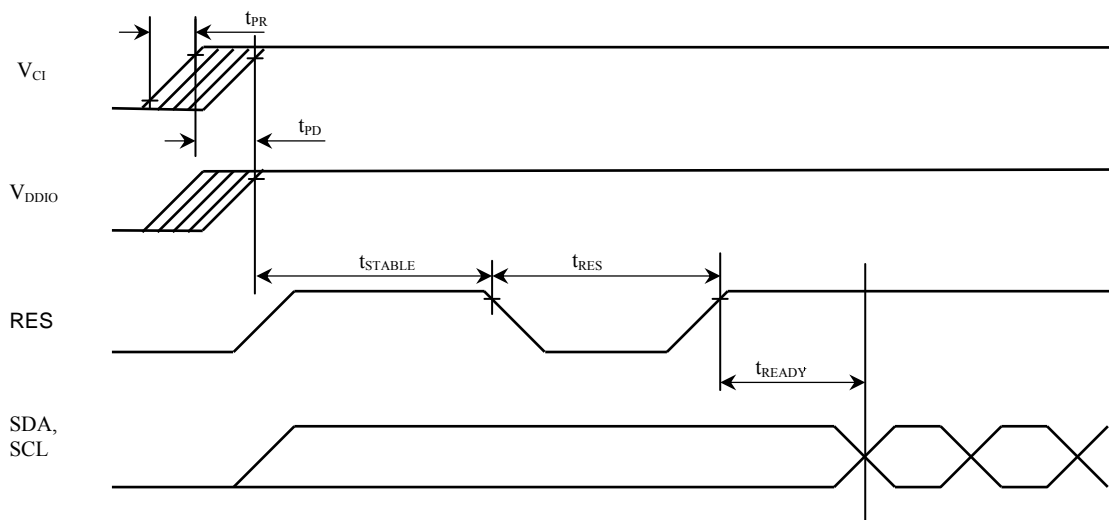 tPR
VCI
tPD
VDDIO
tSTABLE
tRES
RES
tREADY
SDA,
SCL